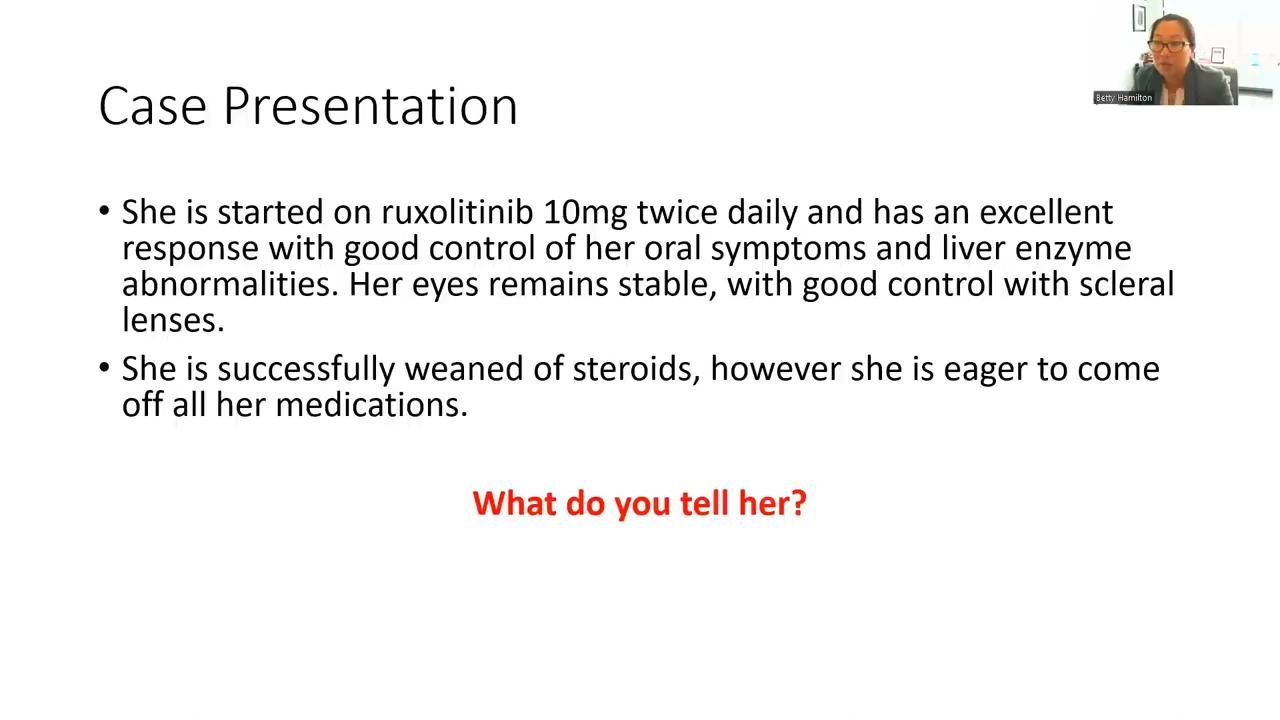 Betty Hamilton
Case Presentation
• She is started on ruxolitinib 10mg twice daily and has an excellent
response with good control of her oral symptoms and liver enzyme
abnormalities. Her eyes remains stable, with good control with scleral
lenses.
• She is successfully weaned of steroids, however she is eager to come
off all her medications.
What do you tell her?